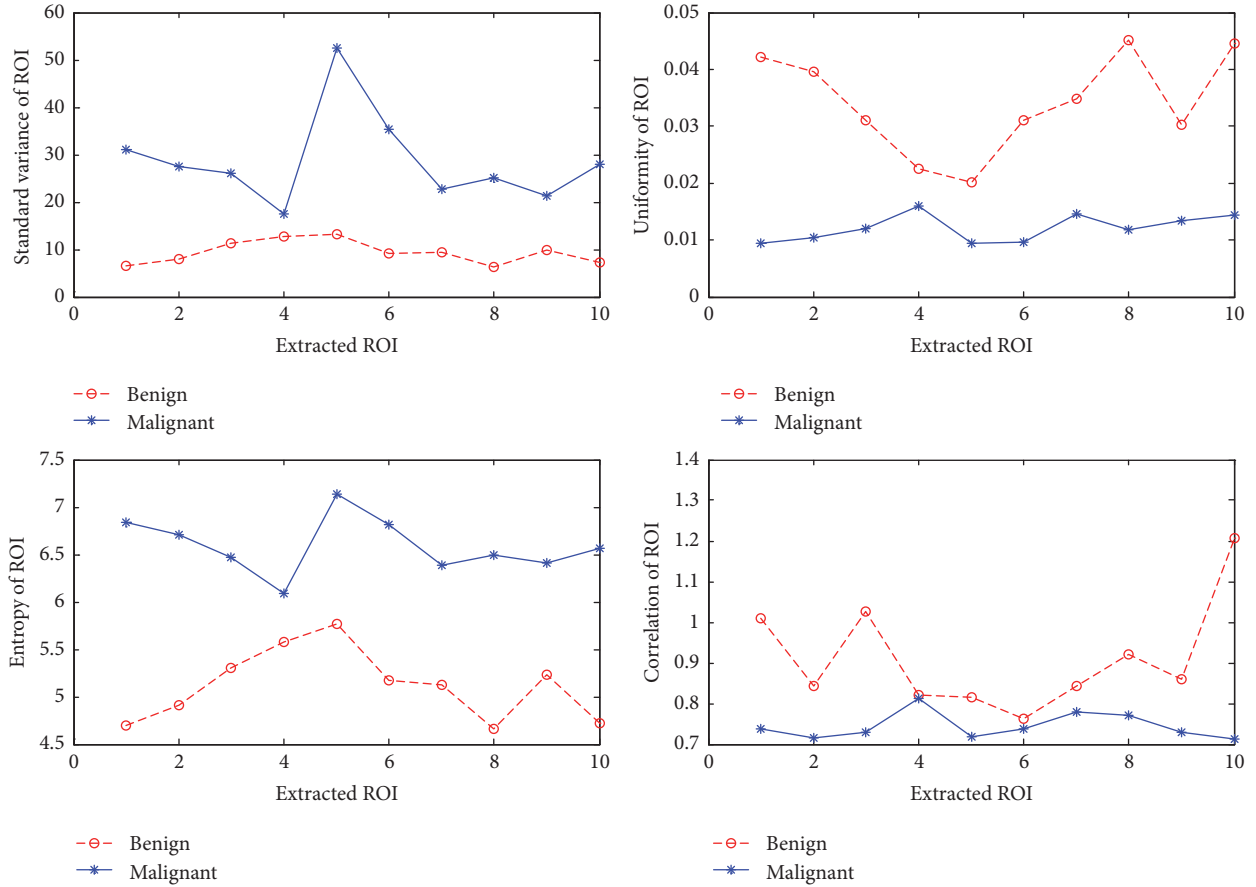 Standard variance of ROI
60
50
40
30
20
10
0
0 2 4 6 8 10
Extracted ROI
Benign
Malignant
Uniformity of ROI
0.05
0.04
0.03
0.02
0.01
0
0 2 4 6 8 10
Extracted ROI
Benign
Malignant
Entropy of ROI
7.5
7
6.5
6
5.5
5
4.5
0 2 4 6 8 10
Extracted ROI
Benign
Malignant
Correlation of ROI
1.4
1.3
1.2
1.1
1
0.9
0.8
0.7
0 2 4 6 8 10
Extracted ROI
Benign
Malignant